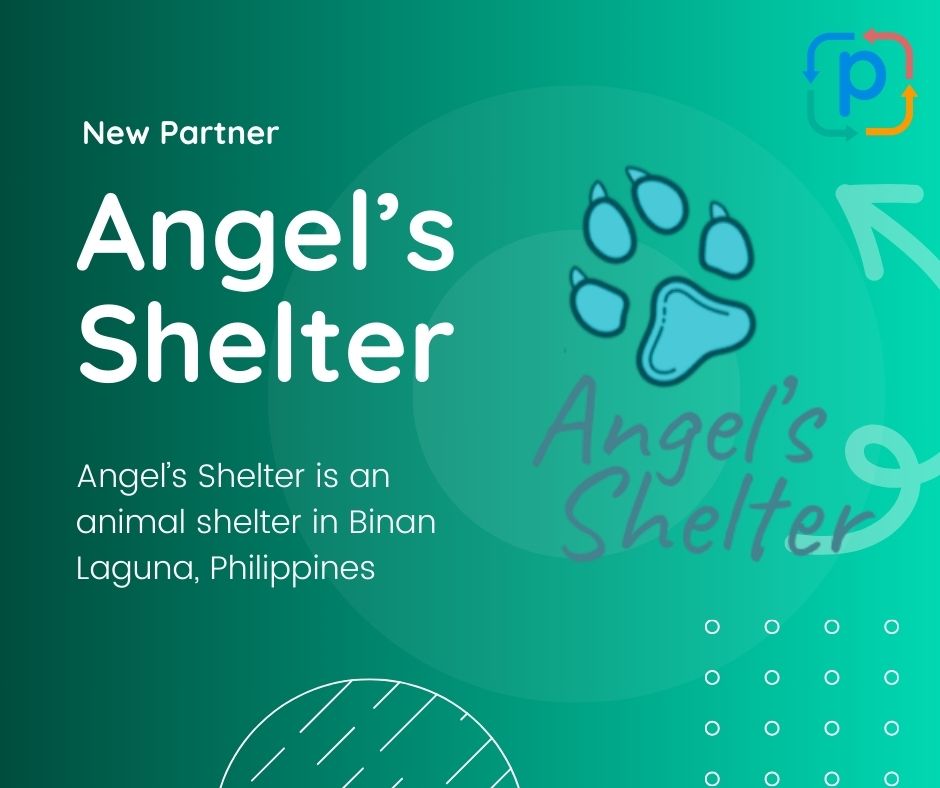 p
New Partner
Angel’s
Shelter
Angel’s Shelter is an
animal shelter in Binan
Laguna, Philippines
Angel’s
Shelter